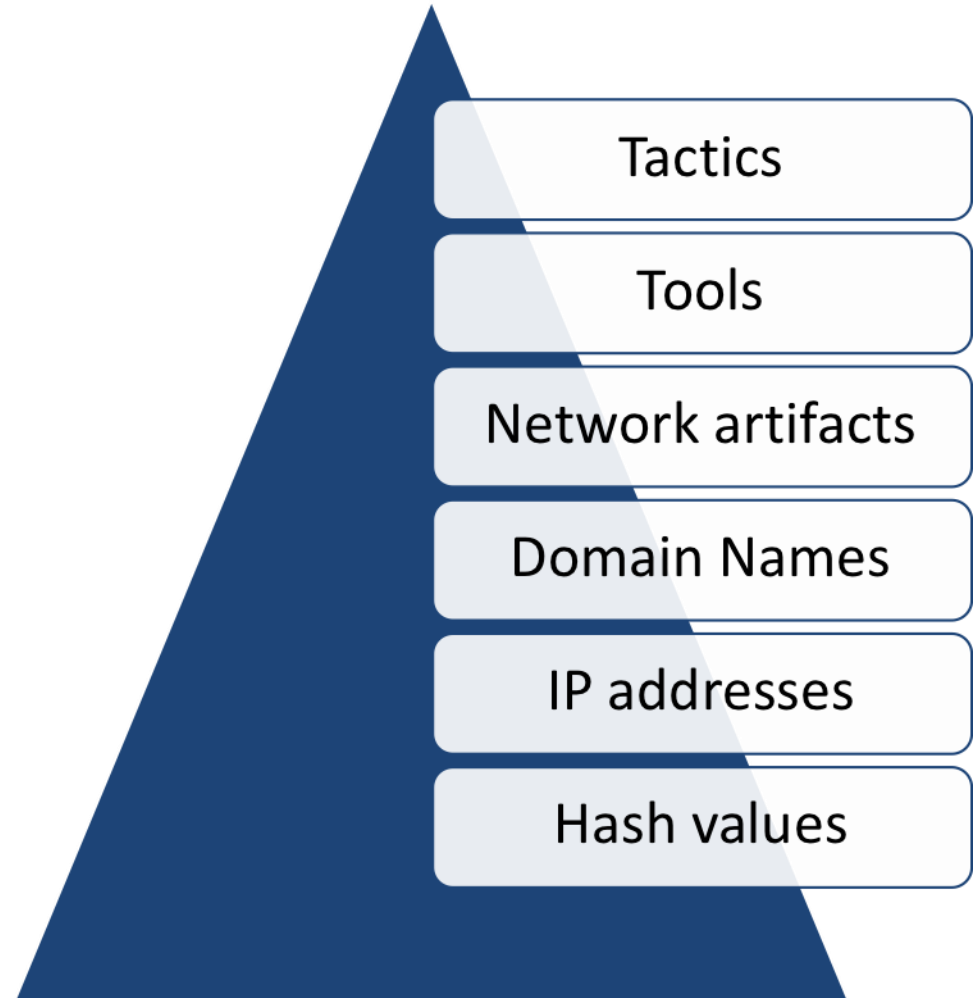 Tactics
Tools
Network artifacts
Domain Names
IP addresses
Hash values